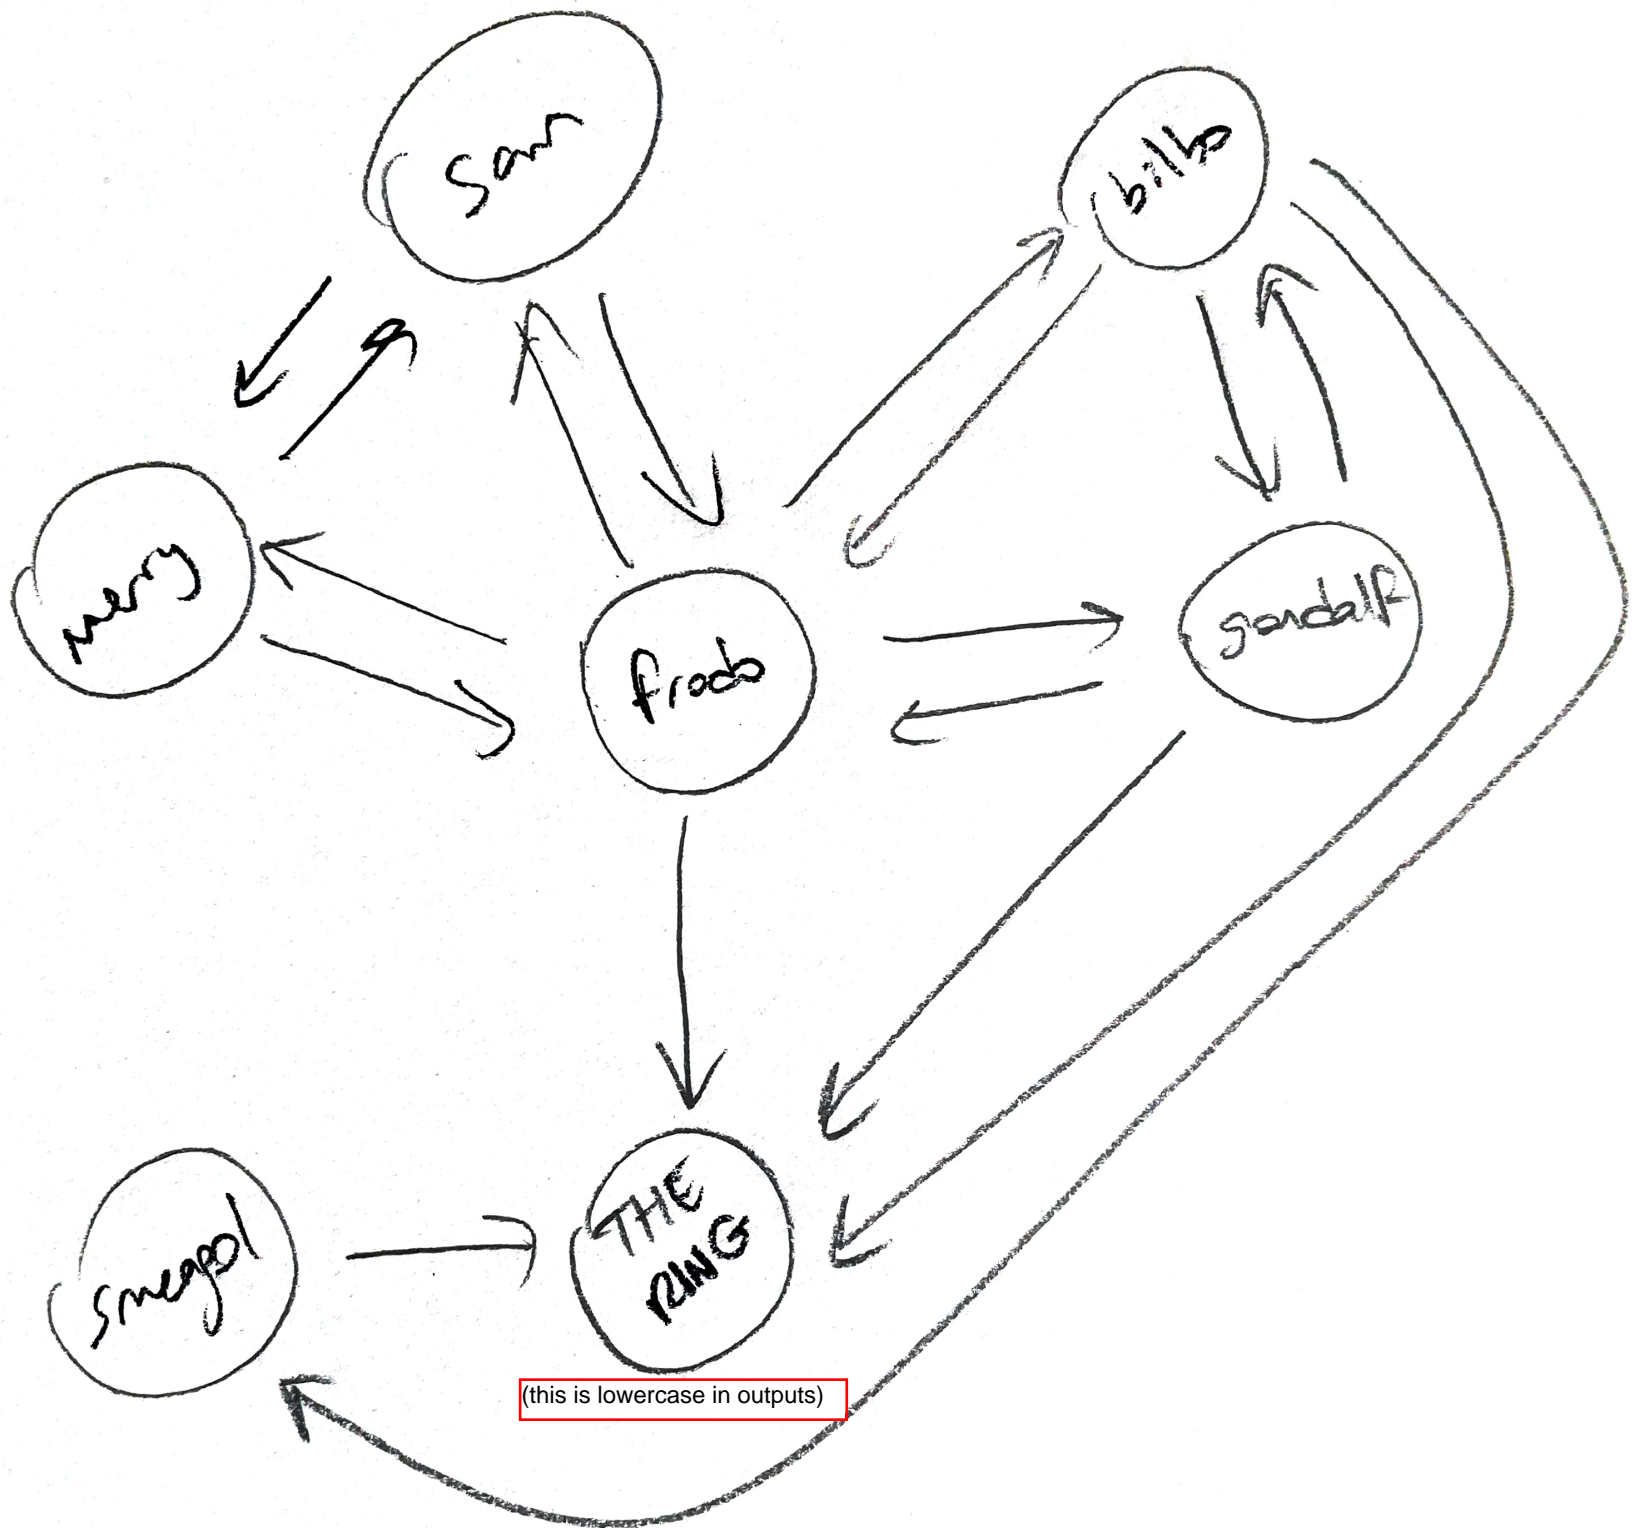 sam
bilbo
merry
frodo
gandalf
smeagol
THE
RING
(this is lowercase in outputs)